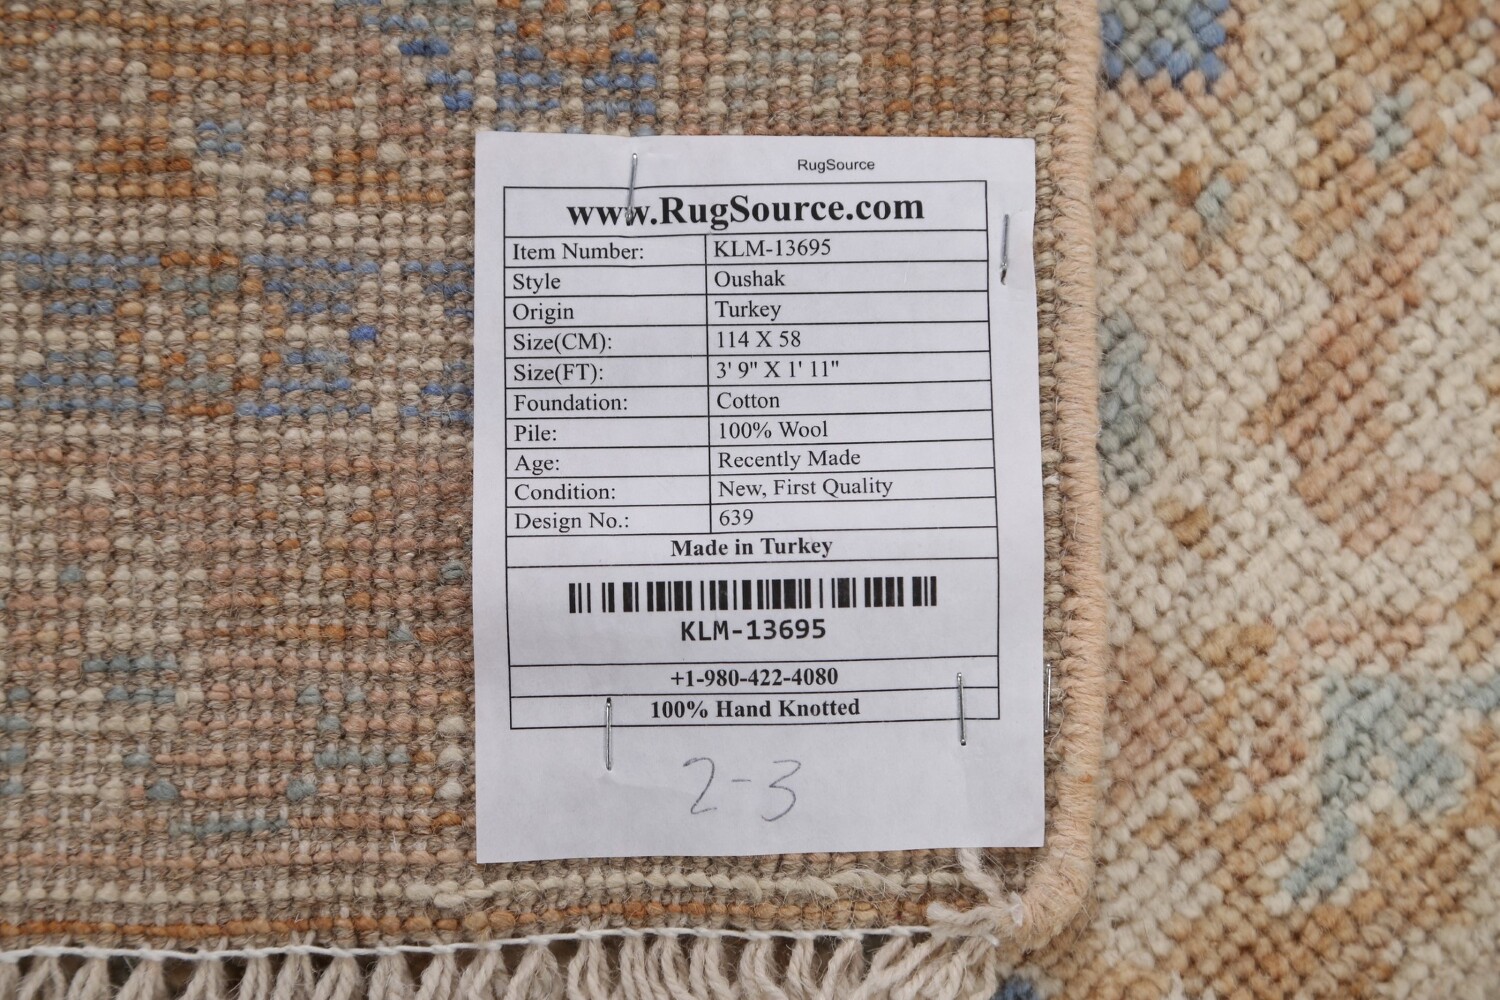 RugSource
www.RugSource.com
Item Number: KLM-13695
Style Oushak
Origin Turkey
Size(CM): 114 X 58
Size(FT): 3' 9" X 1' 11"
Foundation: Cotton
Pile: 100% Wool
Age: Recently Made
Condition: New, First Quality
Design No.: 639
Made in Turkey
KLM-13695
+1-980-422-4080
100% Hand Knotted
2-3